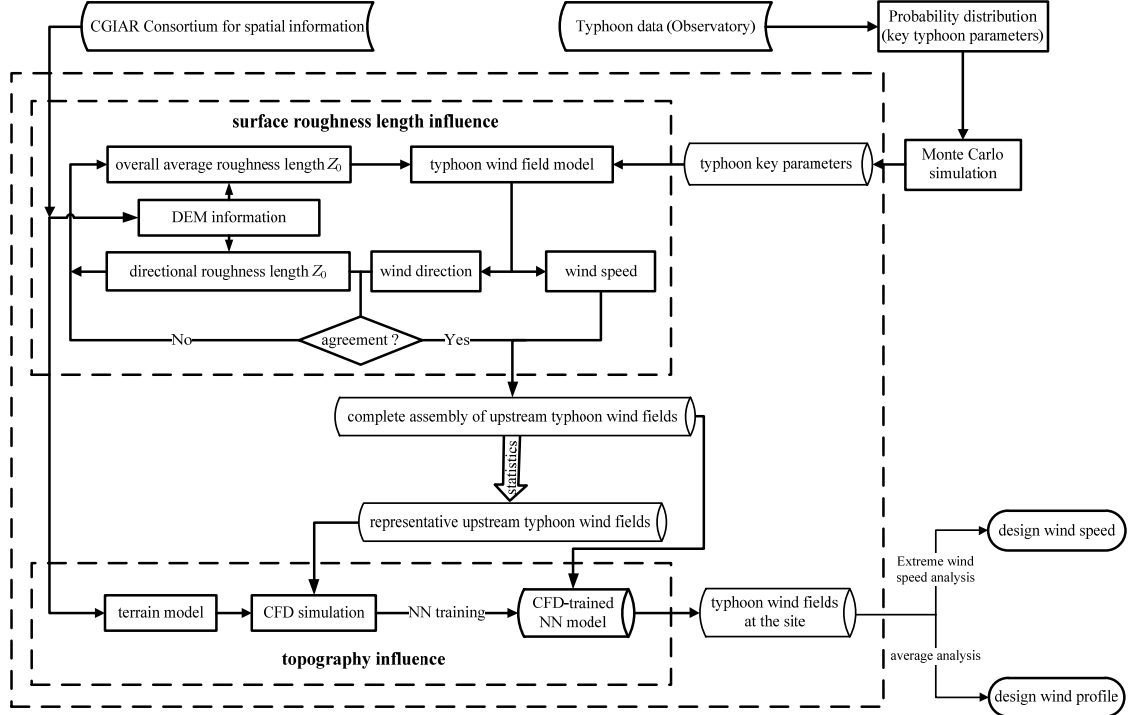 CGIAR Consortium for spatial information
Typhoon data (Observatory)
Probability distribution
(key typhoon parameters)
surface roughness length influence
overall average roughness length Z0
typhoon wind field model
typhoon key parameters
Monte Carlo
simulation
DEM information
directional roughness length Z0
wind direction
wind speed
No
agreement ?
Yes
complete assembly of upstream typhoon wind fields
statistics
representative upstream typhoon wind fields
design wind speed
Extreme wind
speed analysis
terrain model
CFD simulation
NN training
CFD-trained
NN model
typhoon wind fields
at the site
topography influence
average analysis
design wind profile